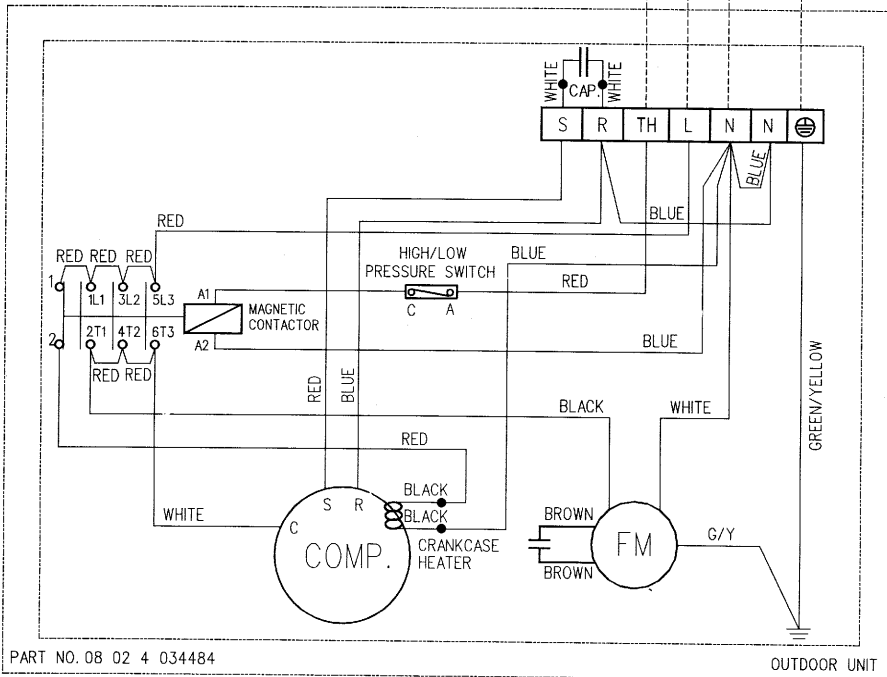 WHITE
CAP.
WHITE
S R TH L N N
BLUE
RED
BLUE
HIGH/LOW
PRESSURE SWITCH
BLUE
RED RED RED
RED
1
1L1 3L2 5L3
A1
MAGNETIC
CONTACTOR
C A
2
2T1 4T2 6T3
A2
BLUE
RED RED
RED
BLUE
GREEN/YELLOW
BLACK
WHITE
RED
BLACK
S R
WHITE
C
BLACK
BROWN
COMP.
CRANKCASE
HEATER
FM
G/Y
BROWN
PART NO. 08 02 4 034484
OUTDOOR UNIT